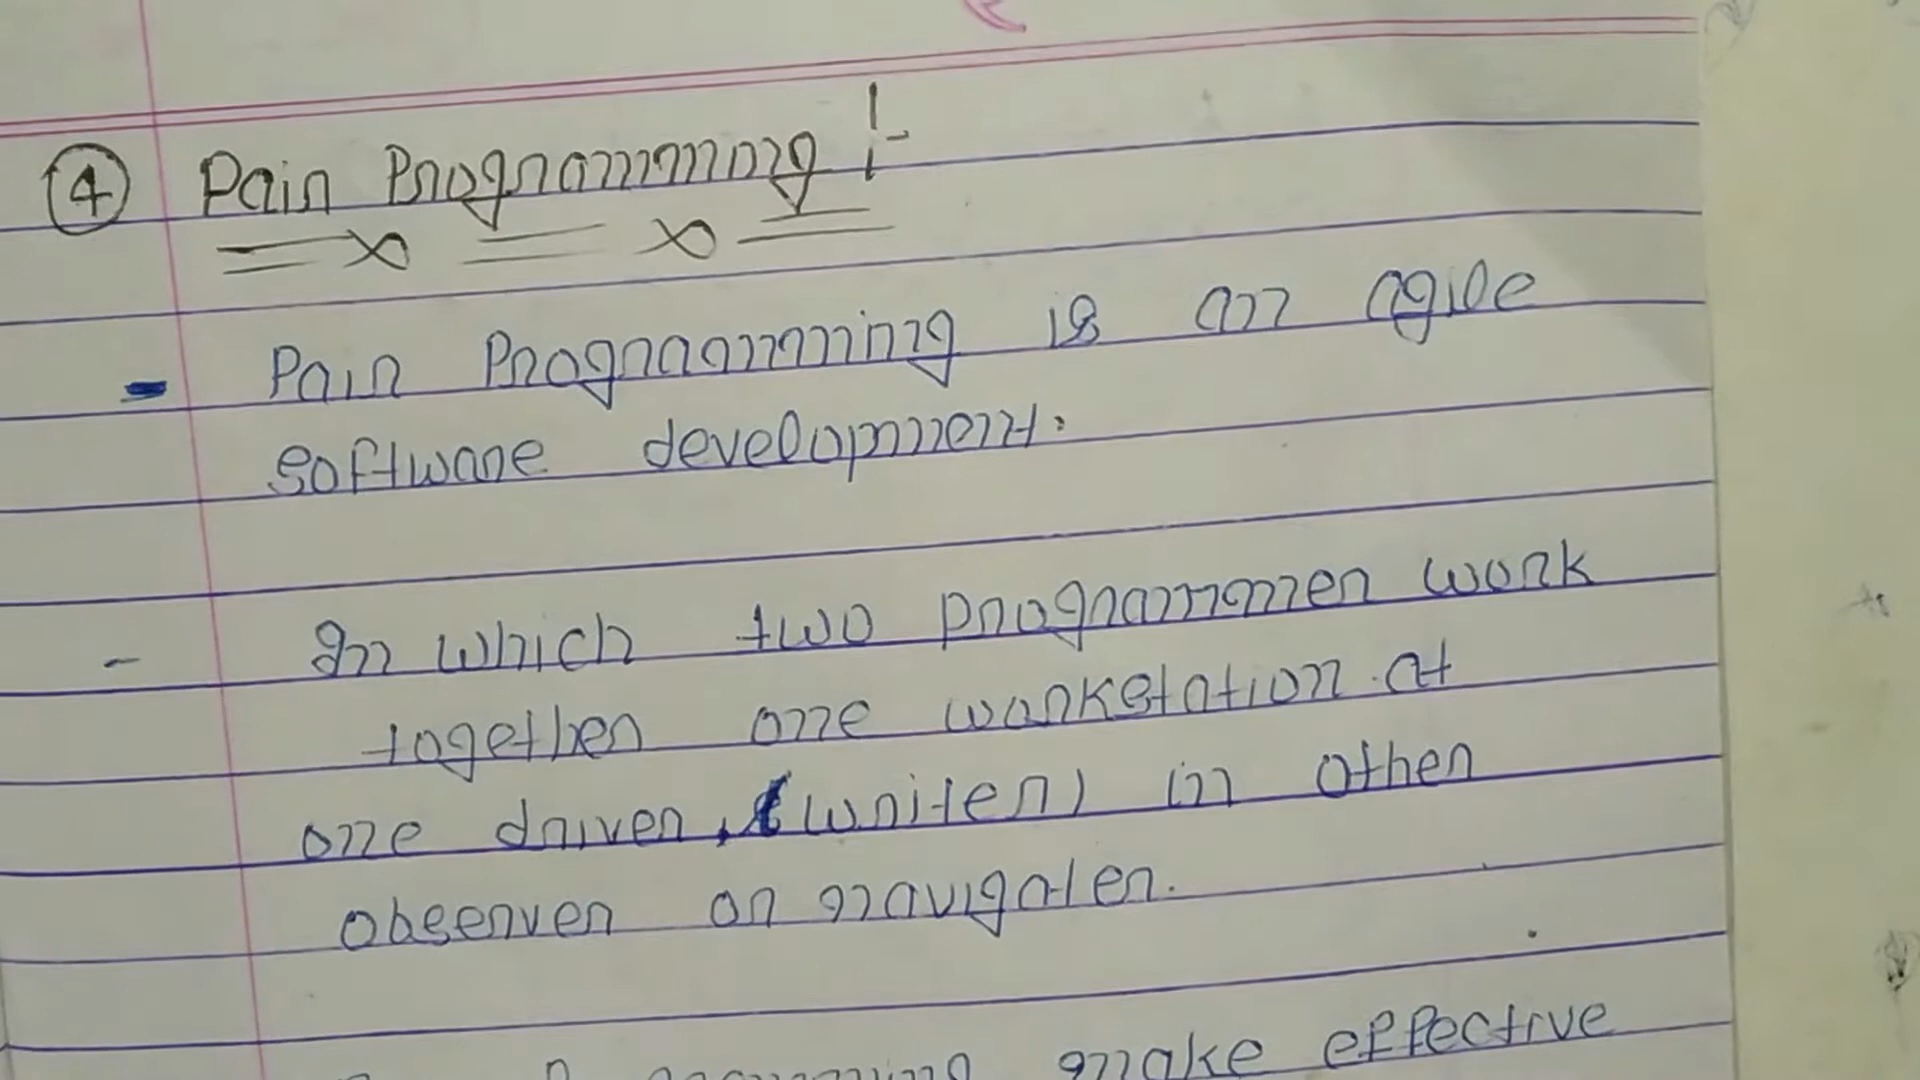 ④ Pair Programming :-
- Pair Programming is an agile
software development.
- In which two programmer work
together one workstation. at
one driver, (writer) in other
observer or navigater.
make effective